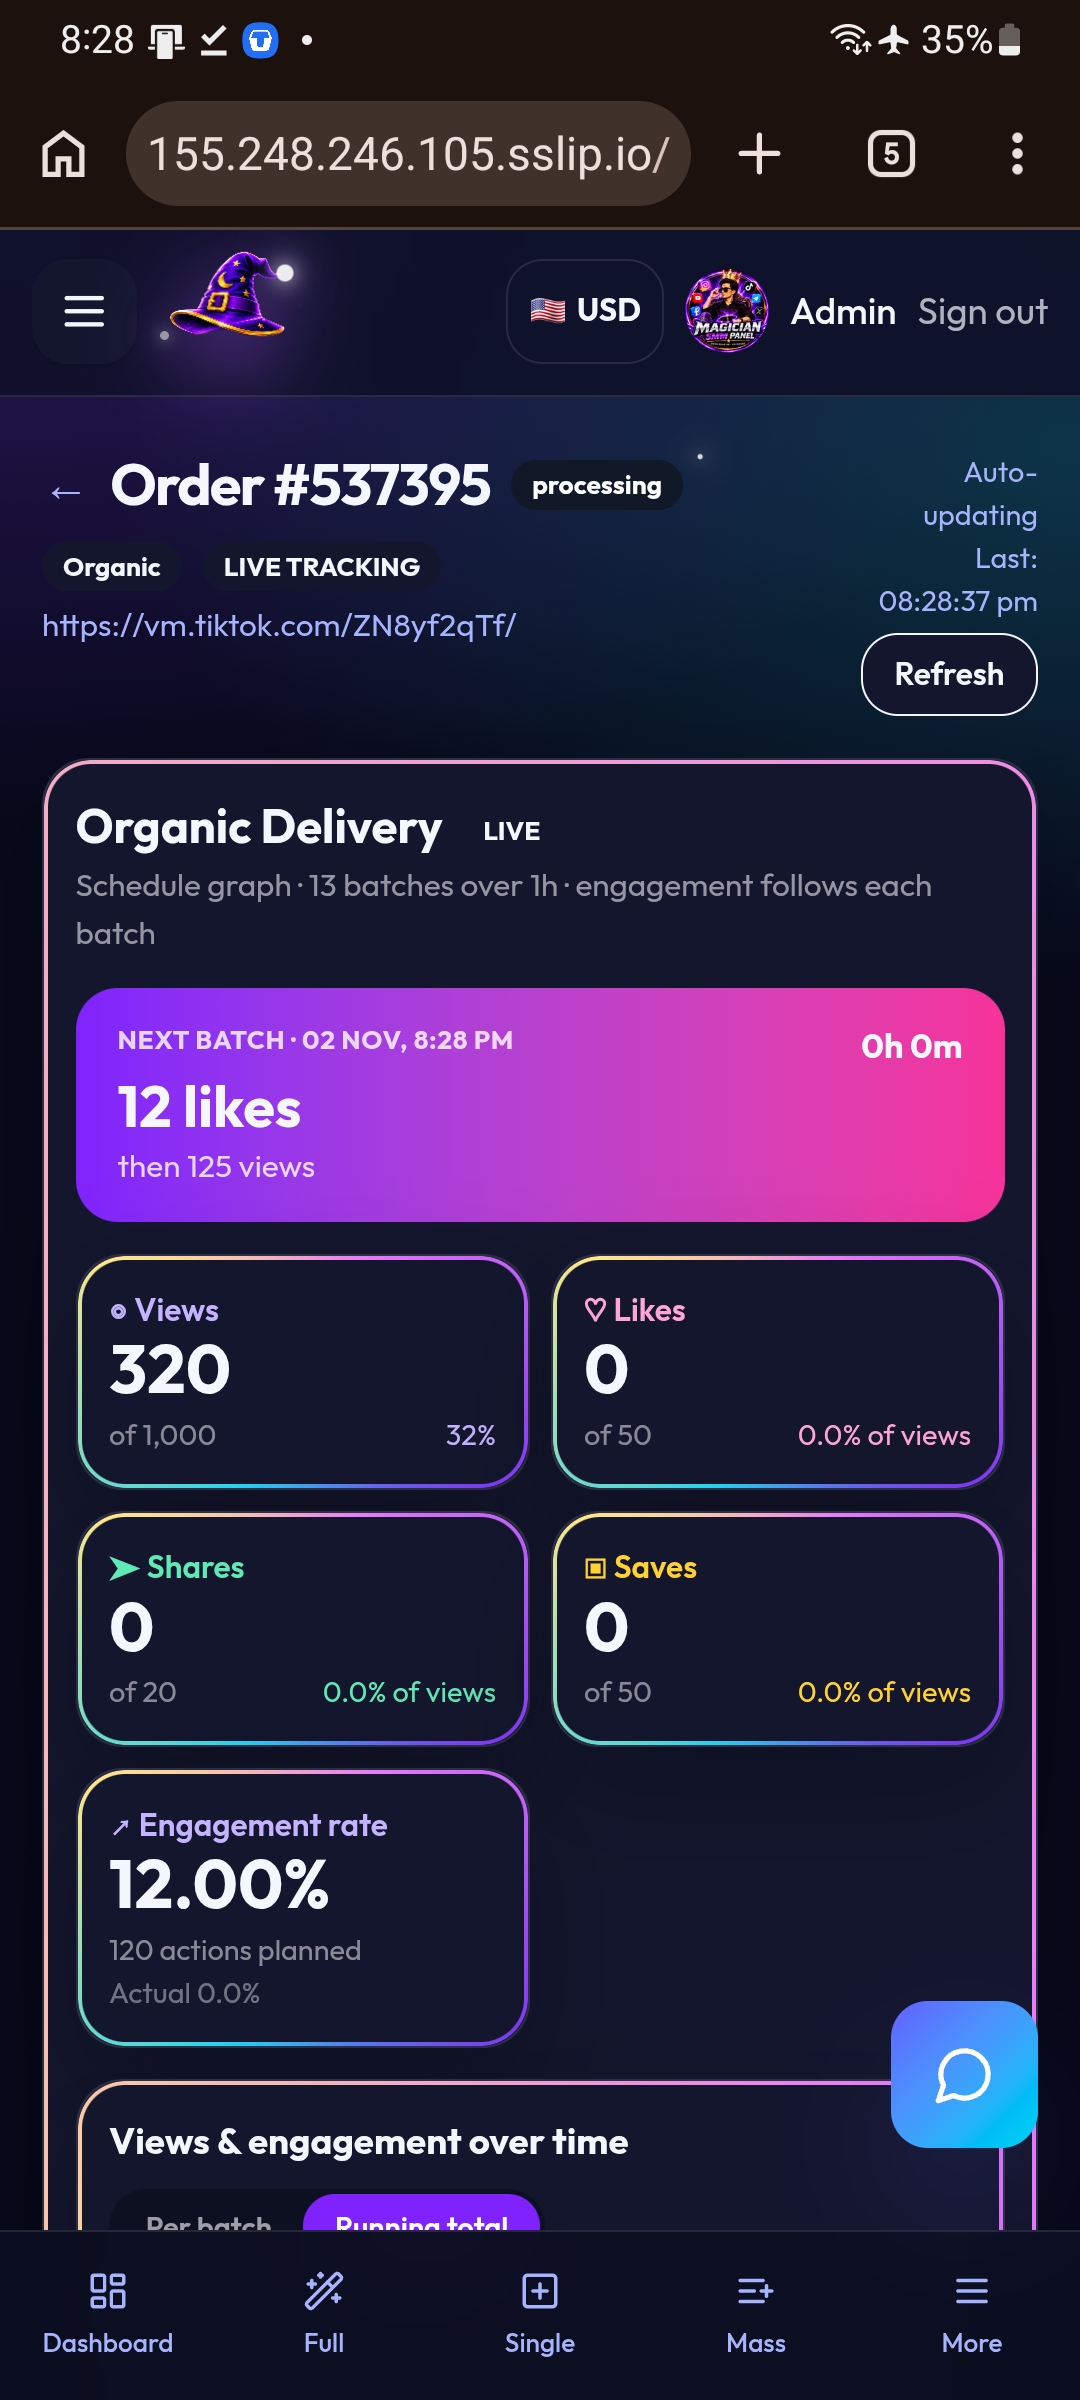 8:28
35%
155.248.246.105.sslip.io/
5
USD
MAGICIAN
SMM PANEL
Admin
Sign out
← Order #537395
processing
Auto-
updating
Last:
08:28:37 pm
Organic
LIVE TRACKING
https://vm.tiktok.com/ZN8yf2qTf/
Refresh
Organic Delivery
LIVE
Schedule graph · 13 batches over 1h · engagement follows each
batch
NEXT BATCH · 02 NOV, 8:28 PM
0h 0m
12 likes
then 125 views
Views
320
of 1,000
32%
♡ Likes
0
of 50
0.0% of views
➤ Shares
0
of 20
0.0% of views
▣ Saves
0
of 50
0.0% of views
↗ Engagement rate
12.00%
120 actions planned
Actual 0.0%
Views & engagement over time
Per batch
Running total
Dashboard
Full
Single
Mass
More